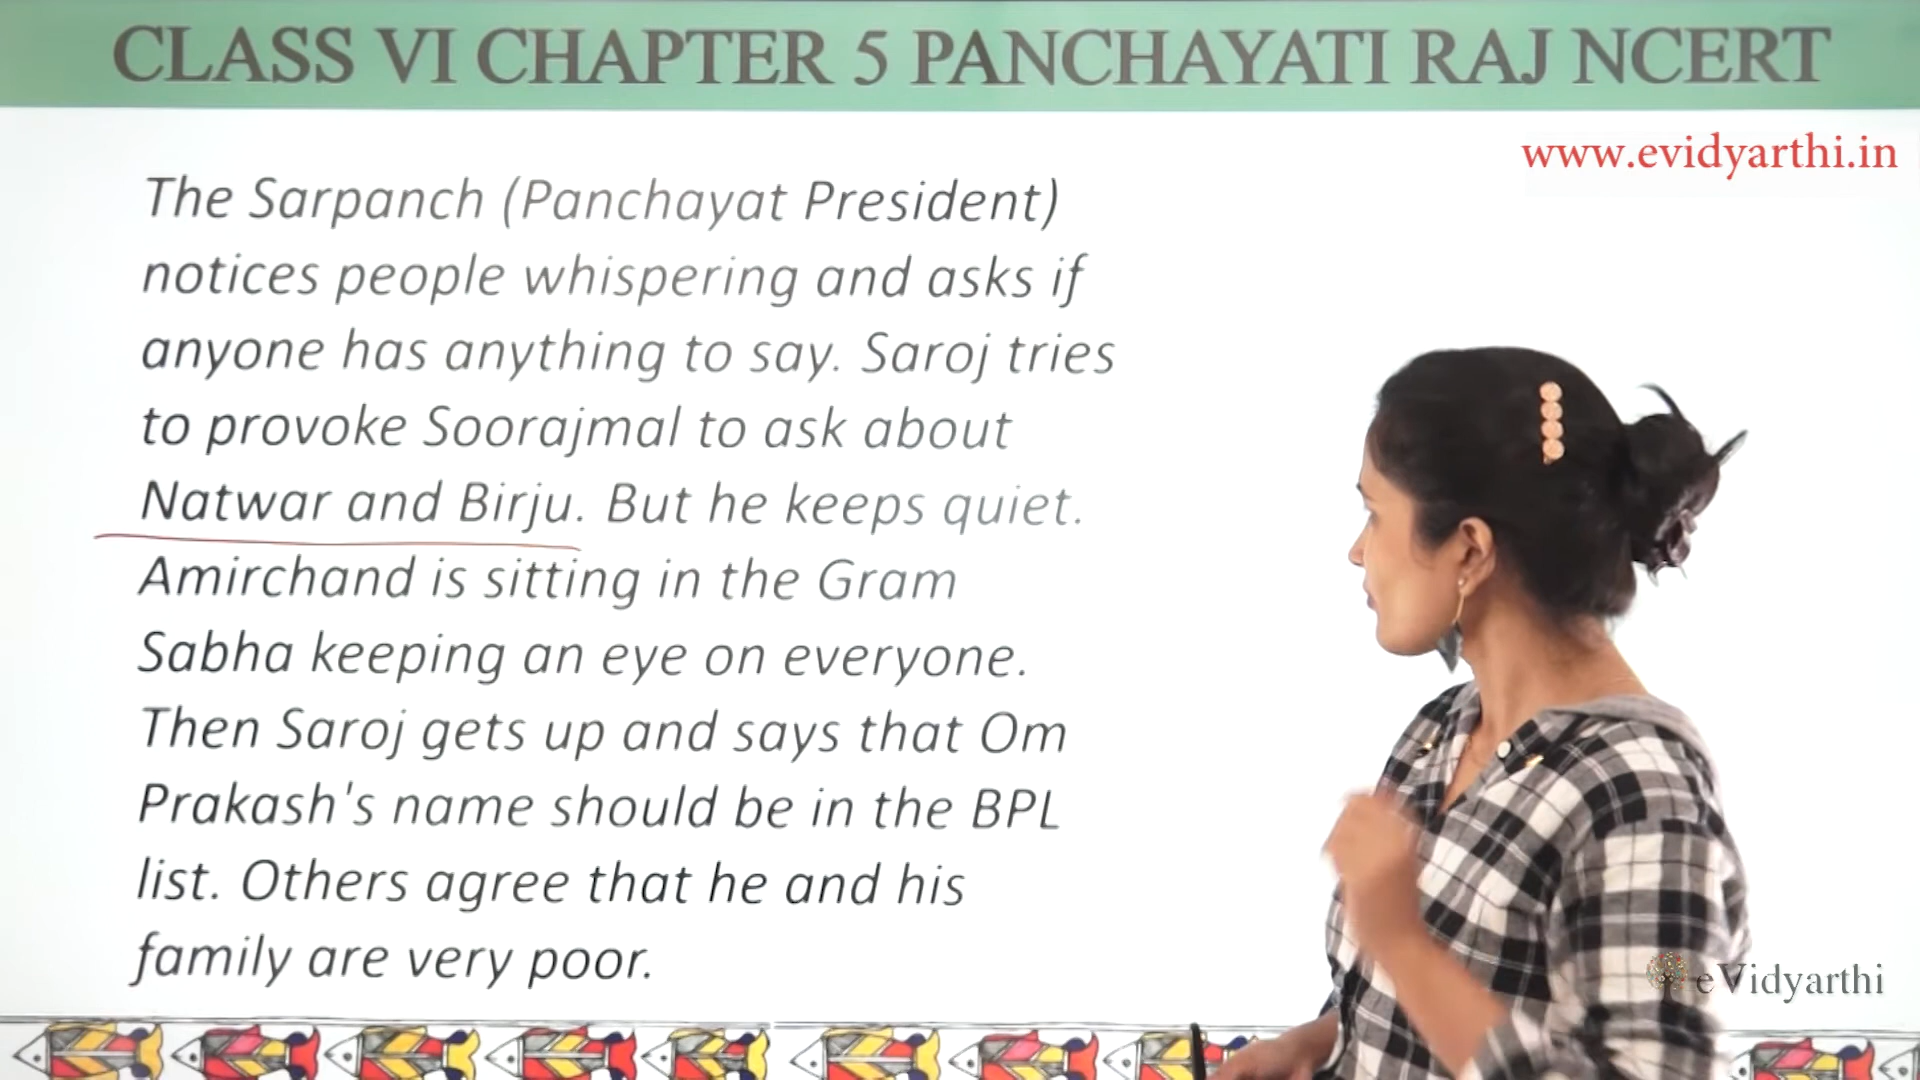 CLASS VI CHAPTER 5 PANCHAYATI RAJ NCERT
www.evidyarthi.in
The Sarpanch (Panchayat President)
notices people whispering and asks if
anyone has anything to say. Saroj tries
to provoke Soorajmal to ask about
Natwar and Birju. But he keeps quiet.
Amirchand is sitting in the Gram
Sabha keeping an eye on everyone.
Then Saroj gets up and says that Om
Prakash's name should be in the BPL
list. Others agree that he and his
family are very poor.
eVidyarthi